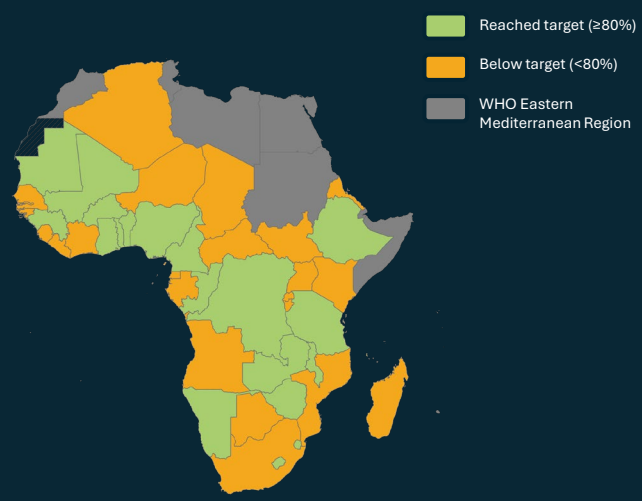 Reached target (≥80%)
Below target (<80%)
WHO Eastern
Mediterranean Region